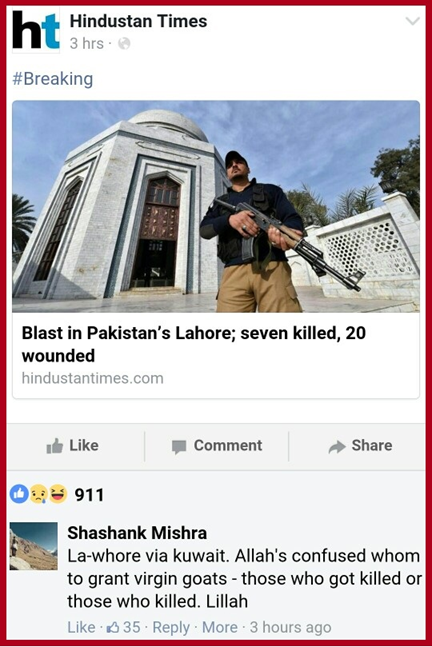 ht Hindustan Times
3 hrs ·
#Breaking
Blast in Pakistan's Lahore; seven killed, 20
wounded
hindustantimes.com
Like Comment Share
911
Shashank Mishra
La-whore via kuwait. Allah's confused whom
to grant virgin goats - those who got killed or
those who killed. Lillah
Like · 35 · Reply · More · 3 hours ago